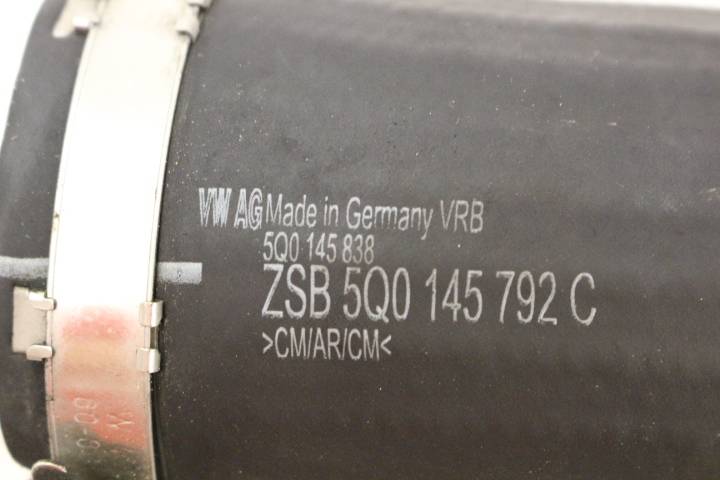 VW AG Made in Germany VRB
5Q0 145 838
ZSB 5Q0 145 792 C
>CM/AR/CM<